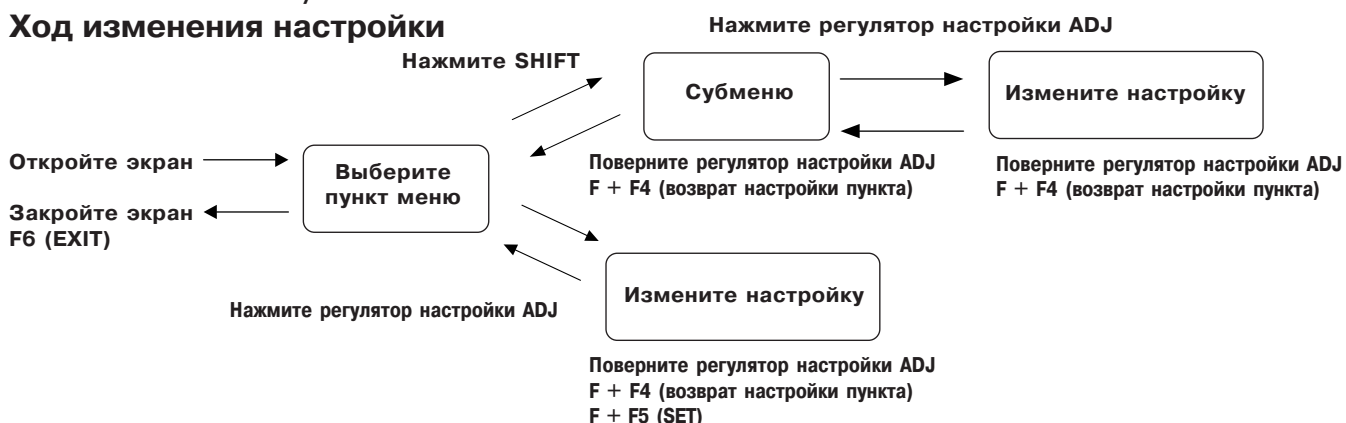 Ход изменения настройки
Нажмите регулятор настройки ADJ
Нажмите SHIFT
Субменю
Измените настройку
Откройте экран
Выберите
пункт меню
Поверните регулятор настройки ADJ
F + F4 (возврат настройки пункта)
Поверните регулятор настройки ADJ
F + F4 (возврат настройки пункта)
Закройте экран
F6 (EXIT)
Измените настройку
Нажмите регулятор настройки ADJ
Поверните регулятор настройки ADJ
F + F4 (возврат настройки пункта)
F + F5 (SET)